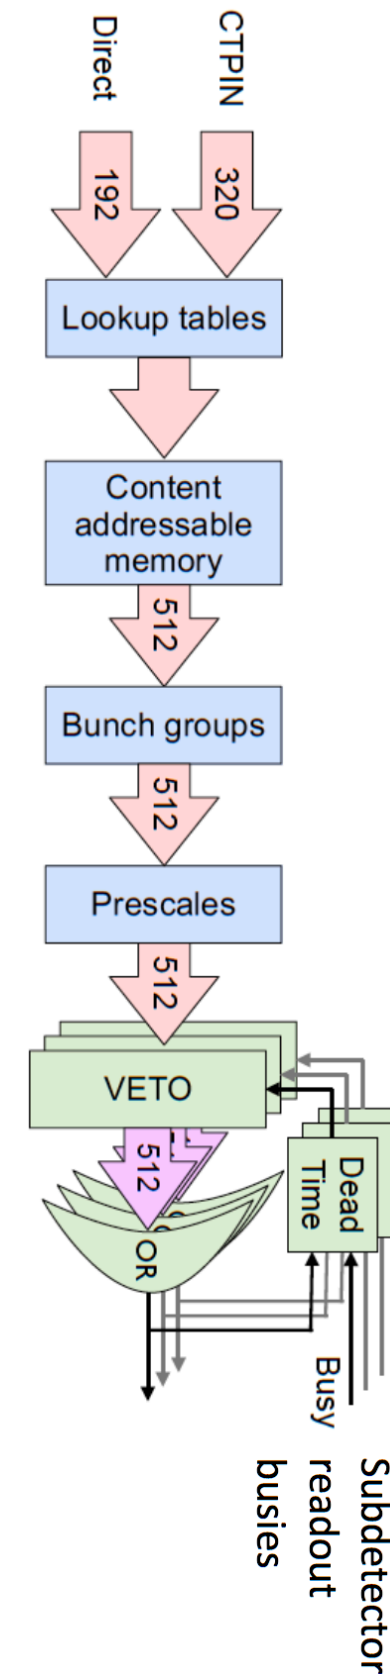 Direct
CTPIN
192
320
Lookup tables
Content
addressable
memory
512
Bunch groups
512
Prescales
512
VETO
512
OR
Dead
Time
Busy
Subdetector
readout
busies